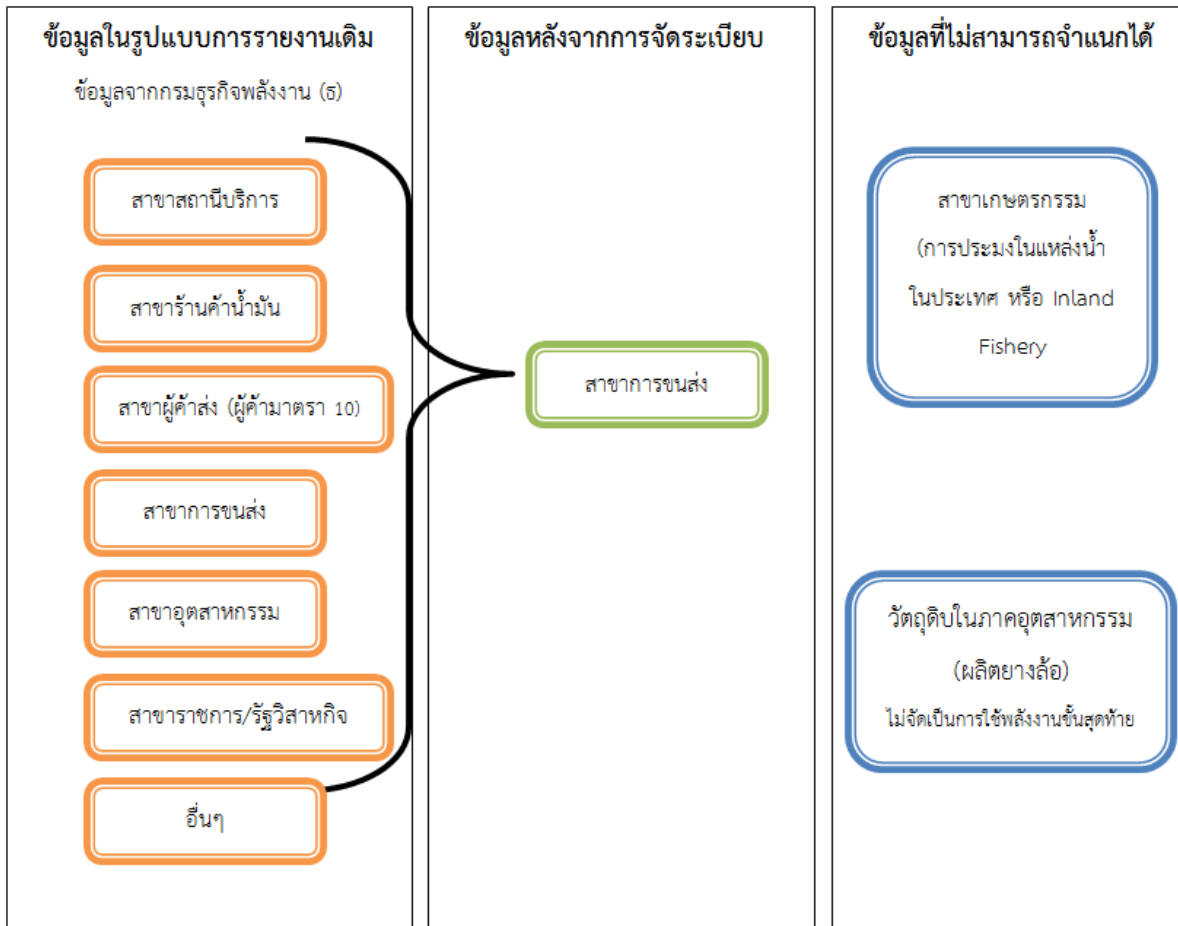 ข้อมูลในรูปแบบการรายงานเดิม
ข้อมูลจากกรมธุรกิจพลังงาน (ธ)
สาขาสถานีบริการ
สาขาร้านค้าน้ำมัน
สาขาผู้ค้าส่ง (ผู้ค้ามาตรา 10)
สาขาการขนส่ง
สาขาอุตสาหกรรม
สาขาราชการ/รัฐวิสาหกิจ
อื่นๆ
ข้อมูลหลังจากการจัดระเบียบ
สาขาการขนส่ง
ข้อมูลที่ไม่สามารถจำแนกได้
สาขาเกษตรกรรม
(การประมงในแหล่งน้ำ
ในประเทศ หรือ Inland
Fishery
วัตถุดิบในภาคอุตสาหกรรม
(ผลิตยางล้อ)
ไม่จัดเป็นการใช้พลังงานขั้นสุดท้าย